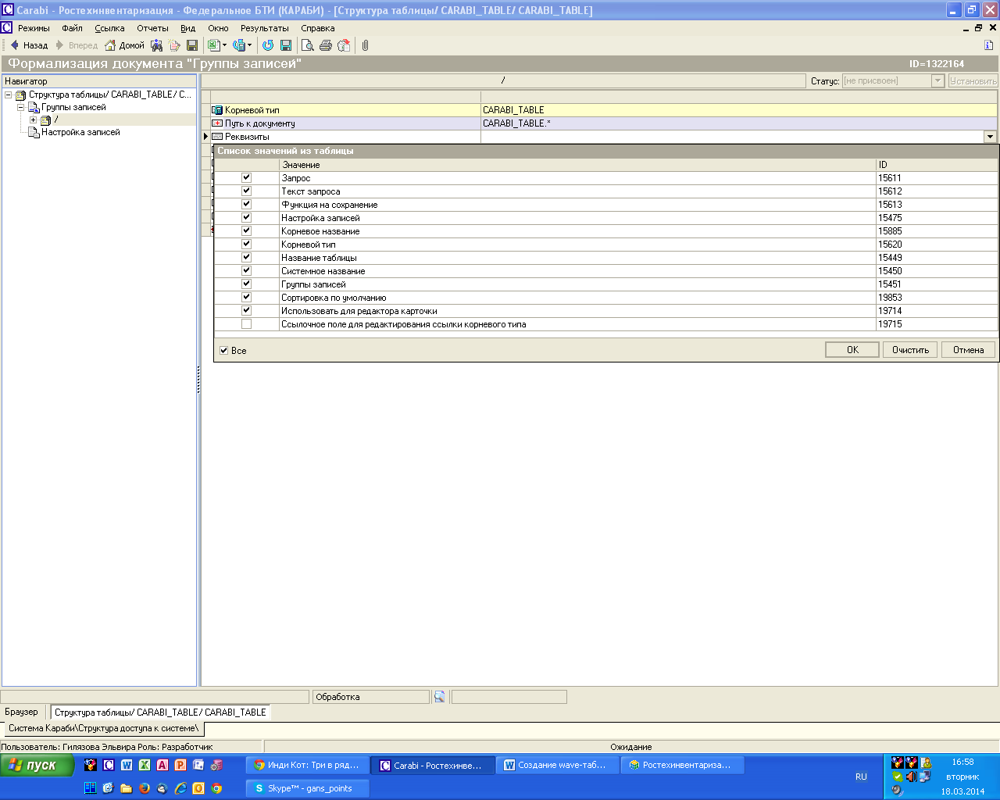 Carabi - Ростехинвентаризация - Федеральное БТИ (КАРАБИ) - [Структура таблицы/ CARABI_TABLE/ CARABI_TABLE]
Режимы Файл Ссылка Отчеты Вид Окно Результаты Справка
Назад Вперед Домой
Формализация документа "Группы записей" ID=1322164
Навигатор / Статус: [не присвоен] Установить
Структура таблицы/ CARABI_TABLE/ C...
Группы записей
/
Настройка записей
Корневой тип CARABI_TABLE
Путь к документу CARABI_TABLE.*
Реквизиты
Список значений из таблицы
Значение ID
Запрос 15611
Текст запроса 15612
Функция на сохранение 15613
Настройка записей 15475
Корневое название 15885
Корневой тип 15620
Название таблицы 15449
Системное название 15450
Группы записей 15451
Сортировка по умолчанию 19853
Использовать для редактора карточки 19714
Ссылочное поле для редактирования ссылки корневого типа 19715
Все OK Очистить Отмена
Обработка
Браузер Структура таблицы/ CARABI_TABLE/ CARABI_TABLE
Система Караби\Структура доступа к системе\
Пользователь: Гилязова Эльвира Роль: Разработчик Ожидание
пуск Инди Кот: Три в ряд... Carabi - Ростехинве... Создание wave-таб... Ростехинвентариза... 16:58
RU вторник
Skype™ - gans_points 18.03.2014